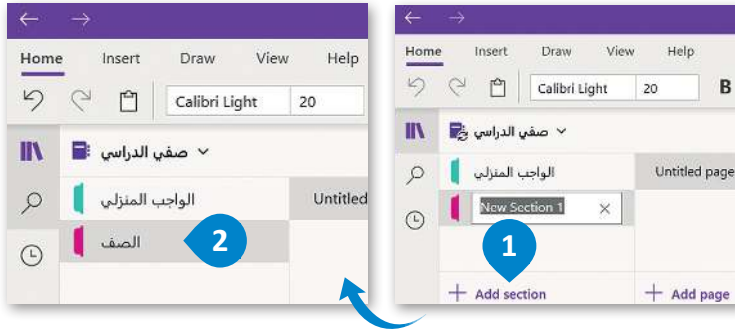 Home Insert Draw View Help
Calibri Light 20
صفي الدراسي
الواجب المنزلي
Untitled
الصف
2
Home Insert Draw View Help
Calibri Light 20 B
صفي الدراسي
الواجب المنزلي
Untitled page
New Section 1
1
+ Add section + Add page